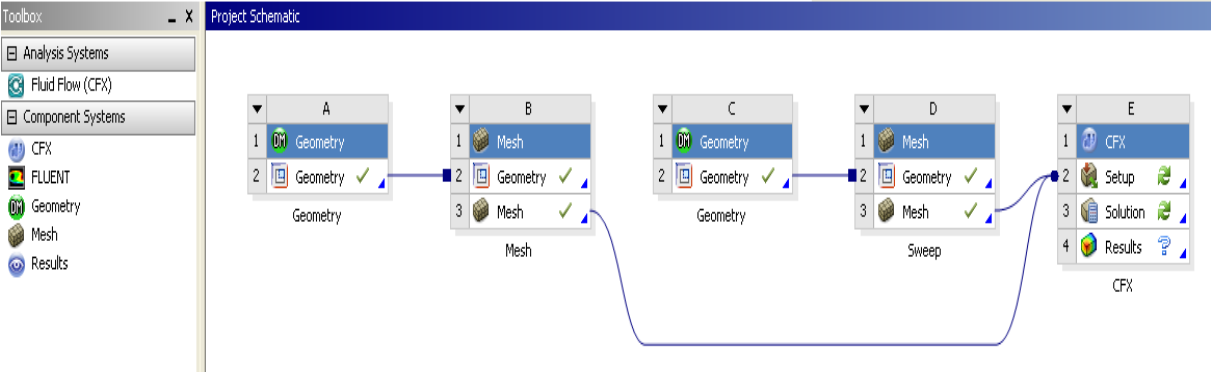 Toolbox
X
Project Schematic
Analysis Systems
Fluid Flow (CFX)
Component Systems
CFX
FLUENT
DM Geometry
Mesh
Results
A
1 DM Geometry
2 Geometry
Geometry
B
1 Mesh
2 Geometry
3 Mesh
Mesh
C
1 DM Geometry
2 Geometry
Geometry
D
1 Mesh
2 Geometry
3 Mesh
Sweep
E
1 CFX
2 Setup
3 Solution
4 Results ?
CFX